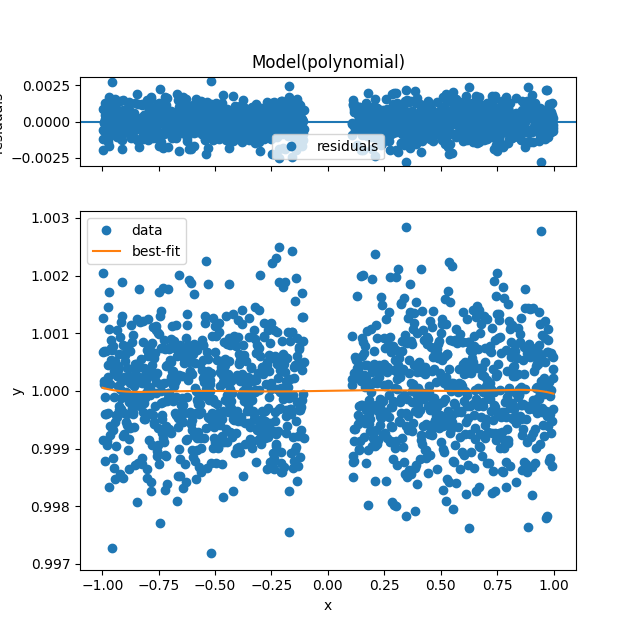 Model(polynomial)
0.0025
0.0000
−0.0025
residuals
residuals
1.003
1.002
1.001
1.000
0.999
0.998
0.997
data
best-fit
y
−1.00 −0.75 −0.50 −0.25 0.00 0.25 0.50 0.75 1.00
x